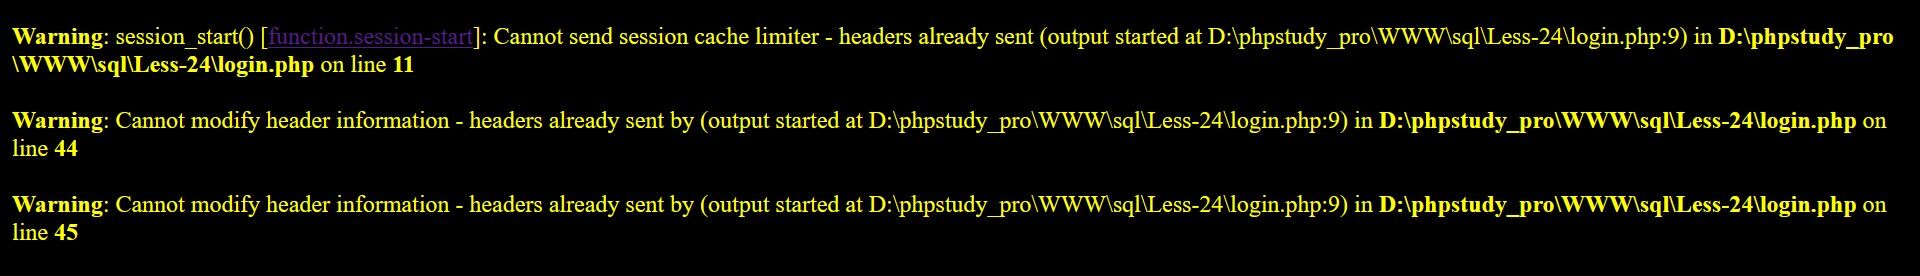 Warning: session_start() [function.session-start]: Cannot send session cache limiter - headers already sent (output started at D:\phpstudy_pro\WWW\sql\Less-24\login.php:9) in D:\phpstudy_pro
\WWW\sql\Less-24\login.php on line 11
Warning: Cannot modify header information - headers already sent by (output started at D:\phpstudy_pro\WWW\sql\Less-24\login.php:9) in D:\phpstudy_pro\WWW\sql\Less-24\login.php on
line 44
Warning: Cannot modify header information - headers already sent by (output started at D:\phpstudy_pro\WWW\sql\Less-24\login.php:9) in D:\phpstudy_pro\WWW\sql\Less-24\login.php on
line 45